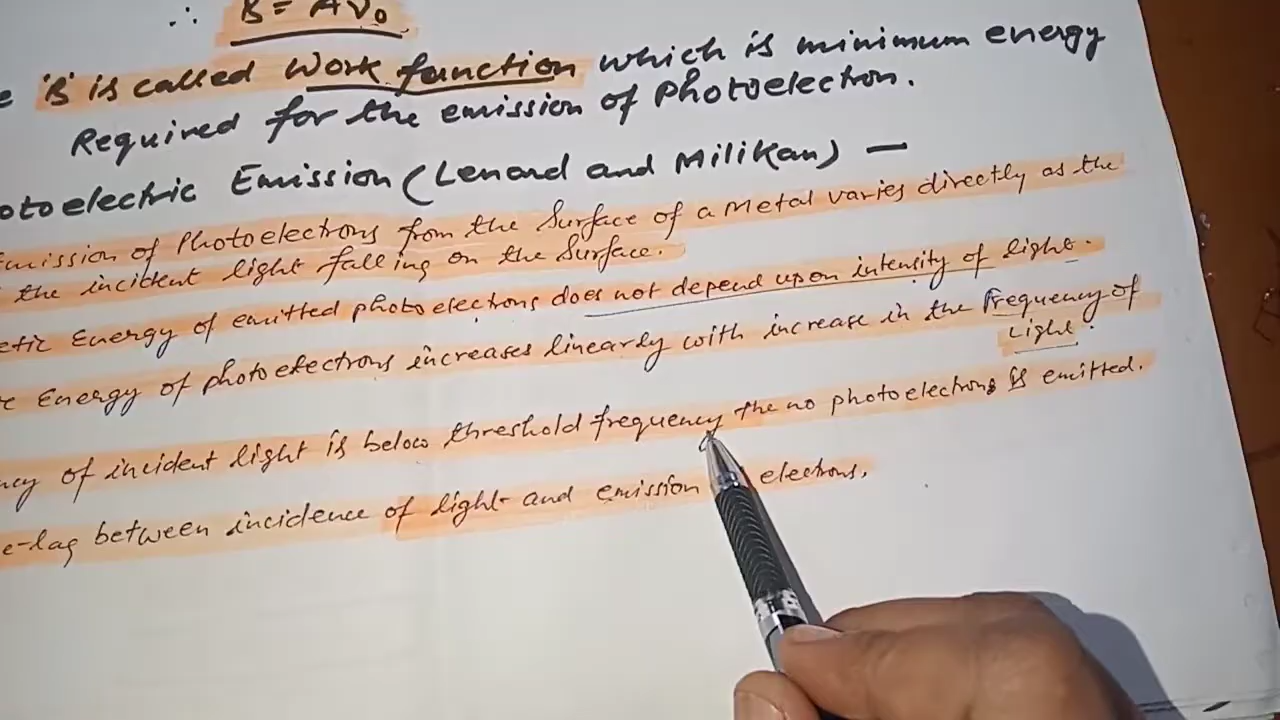 ∴ B = Aν₀
e 'B' is called Work function which is minimum energy
Required for the emission of Photoelectron.
otoelectric Emission (Lenard and Milikan) —
Emission of Photoelectrons from the Surface of a Metal varies directly as the
the incident light falling on the Surface.
etic Energy of emitted photoelectrons does not depend upon intensity of light.
Energy of photoelectrons increases linearly with increase in the Frequency of
Light.
ncy of incident light is below threshold frequency the no photoelectrons is emitted.
e-lag between incidence of light and emission electrons.